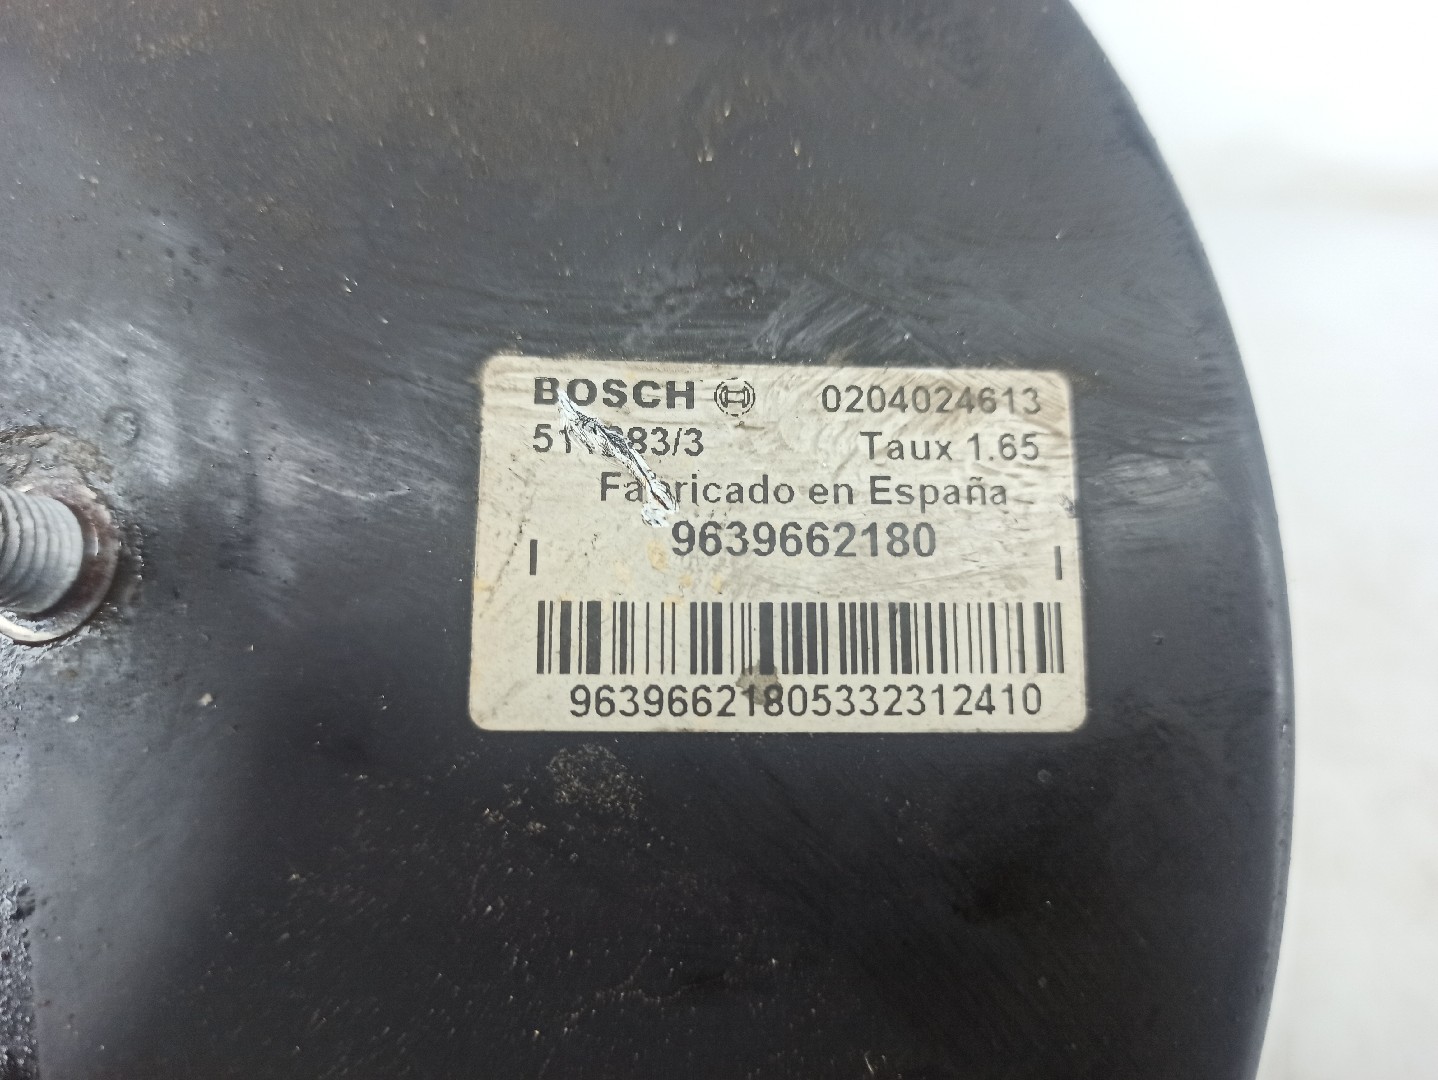 BOSCH 0204024613
Taux 1.65
Fabricado en España
9639662180
96396621805332312410